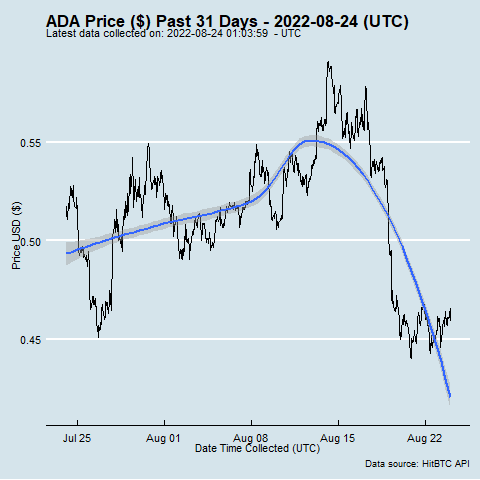 ADA Price ($) Past 31 Days - 2022-08-24 (UTC)
Latest data collected on: 2022-08-24 01:03:59 - UTC
Price USD ($)
0.55
0.50
0.45
Jul 25 Aug 01 Aug 08 Aug 15 Aug 22
Date Time Collected (UTC)
Data source: HitBTC API